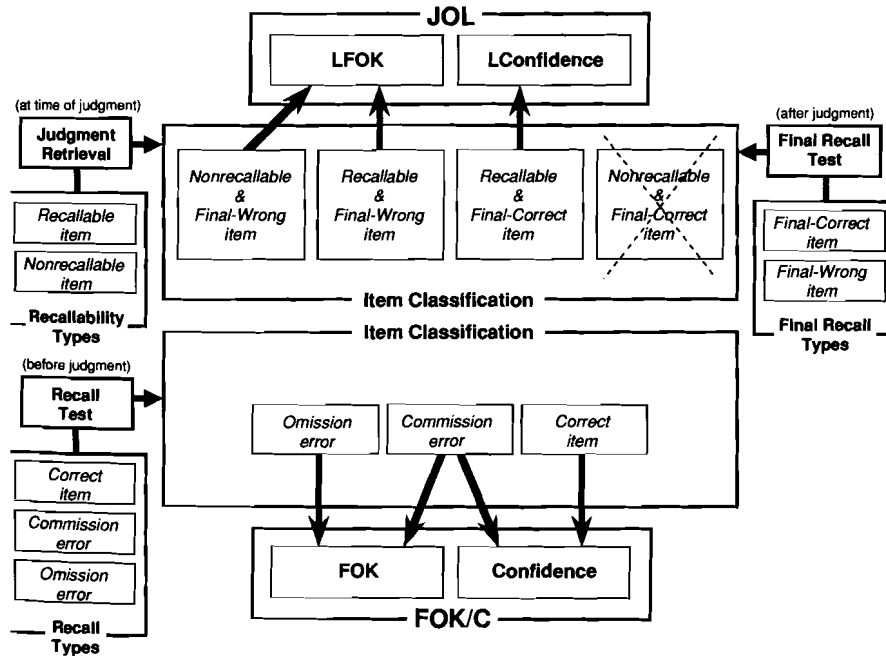 JOL
LFOK
LConfidence
(at time of judgment)
Judgment
Retrieval
(after judgment)
Final Recall
Test
Nonrecallable
&
Final-Wrong
item
Recallable
&
Final-Wrong
item
Recallable
&
Final-Correct
item
Nonrecallable
&
Final-Correct
item
Recallable
item
Nonrecallable
item
Recallability
Types
Final-Correct
item
Final-Wrong
item
Final Recall
Types
Item Classification
Item Classification
(before judgment)
Recall
Test
Omission
error
Commission
error
Correct
item
Correct
item
Commission
error
Omission
error
Recall
Types
FOK
Confidence
FOK/C